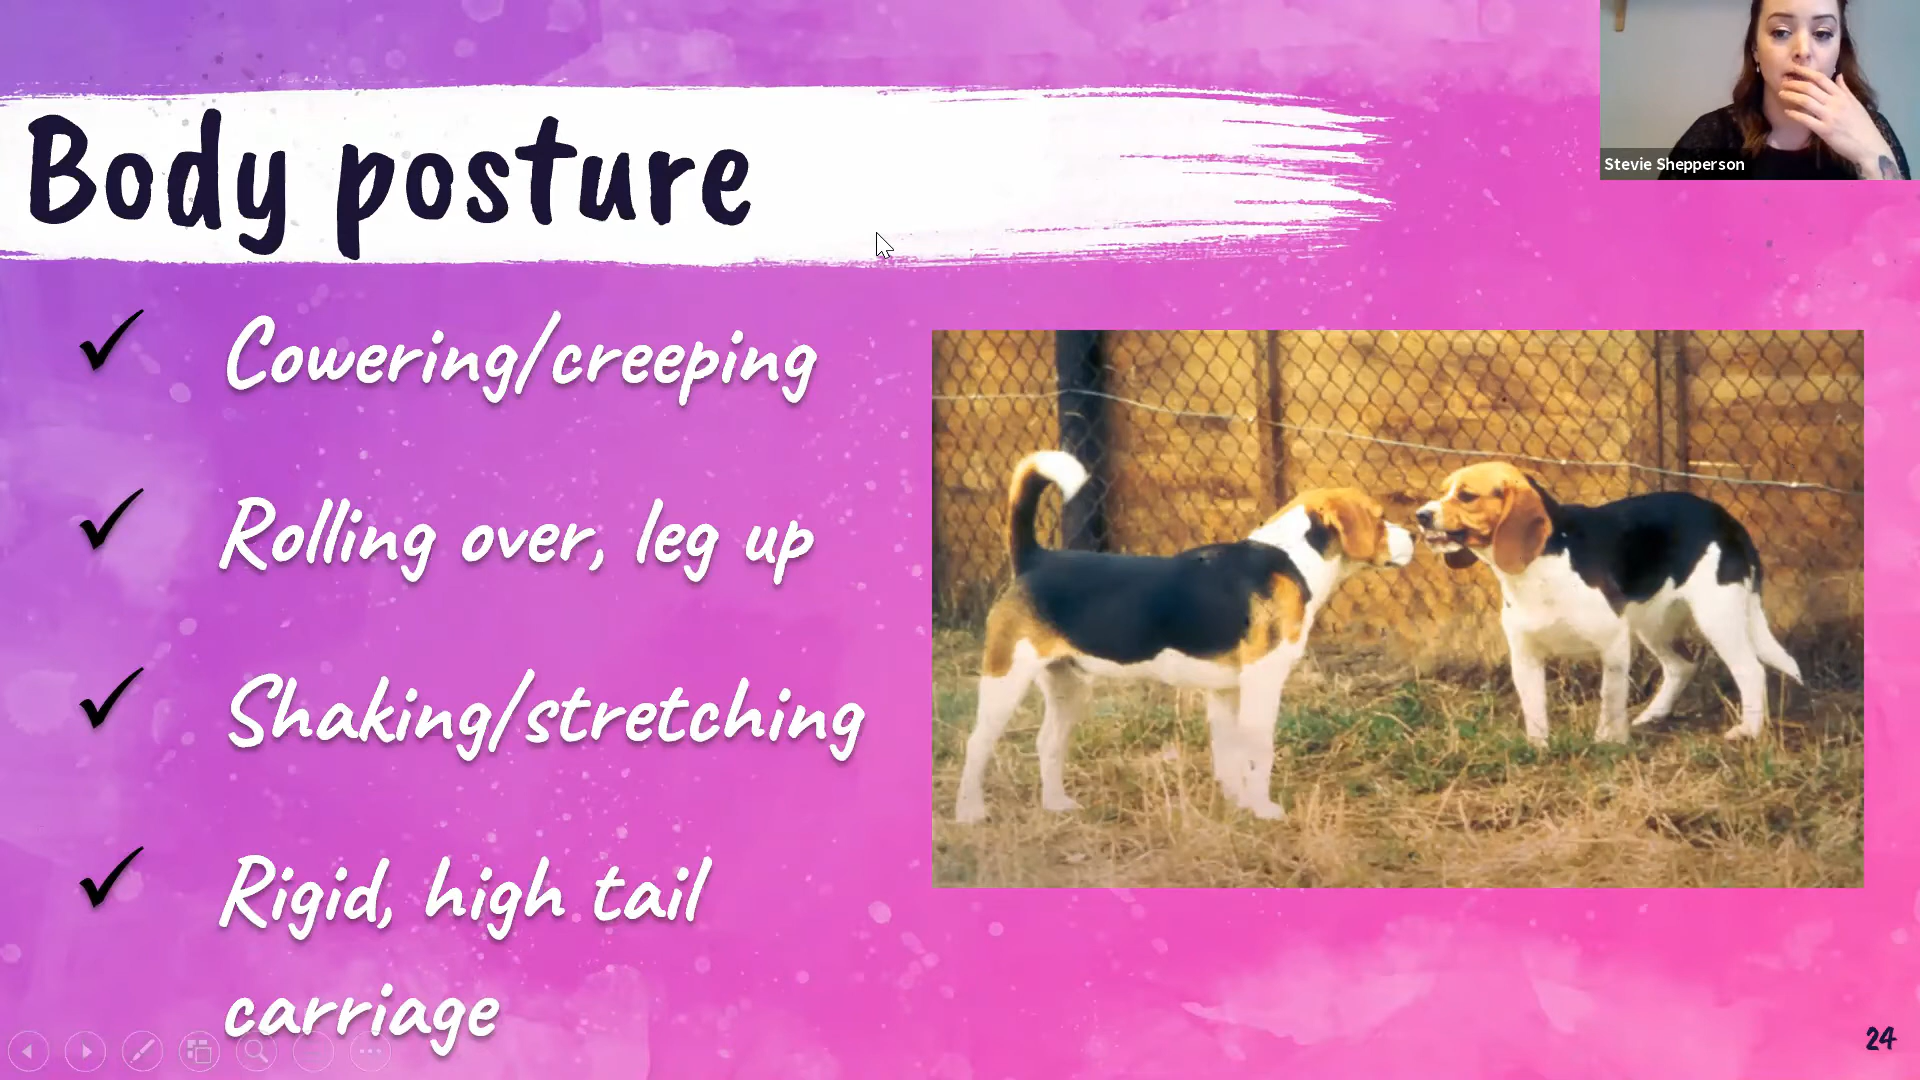 Stevie Shepperson
Body posture
Cowering/creeping
Rolling over, leg up
Shaking/stretching
Rigid, high tail
carriage
24